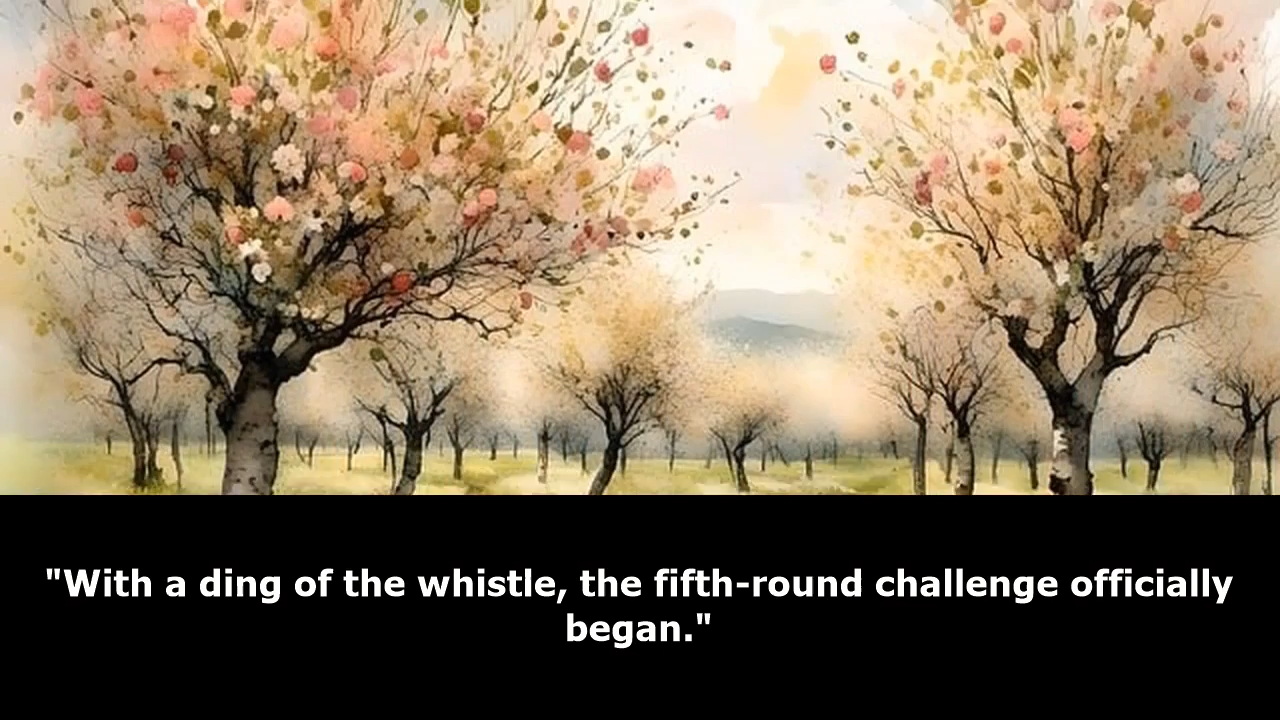 "With a ding of the whistle, the fifth-round challenge officially
began."